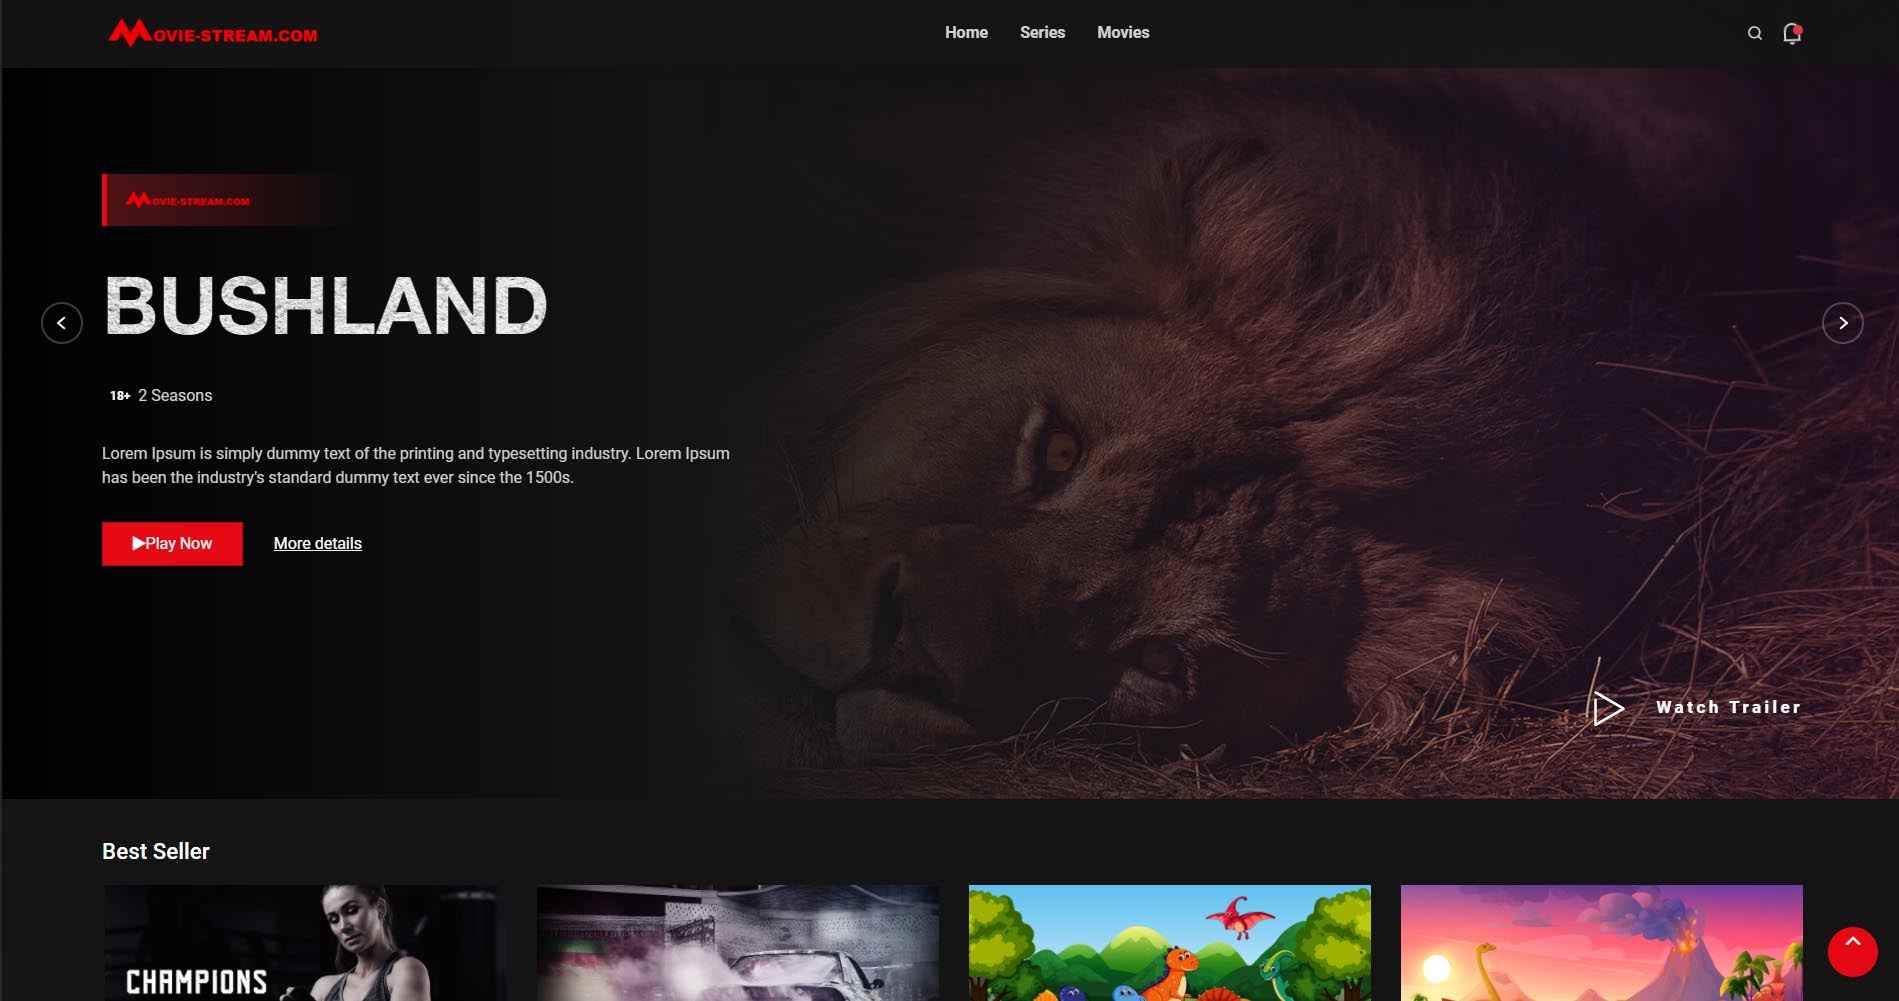 MOVIE-STREAM.COM
Home Series Movies
MOVIE-STREAM.COM
BUSHLAND
18+ 2 Seasons
Lorem Ipsum is simply dummy text of the printing and typesetting industry. Lorem Ipsum
has been the industry's standard dummy text ever since the 1500s.
Play Now More details
Watch Trailer
Best Seller
CHAMPIONS